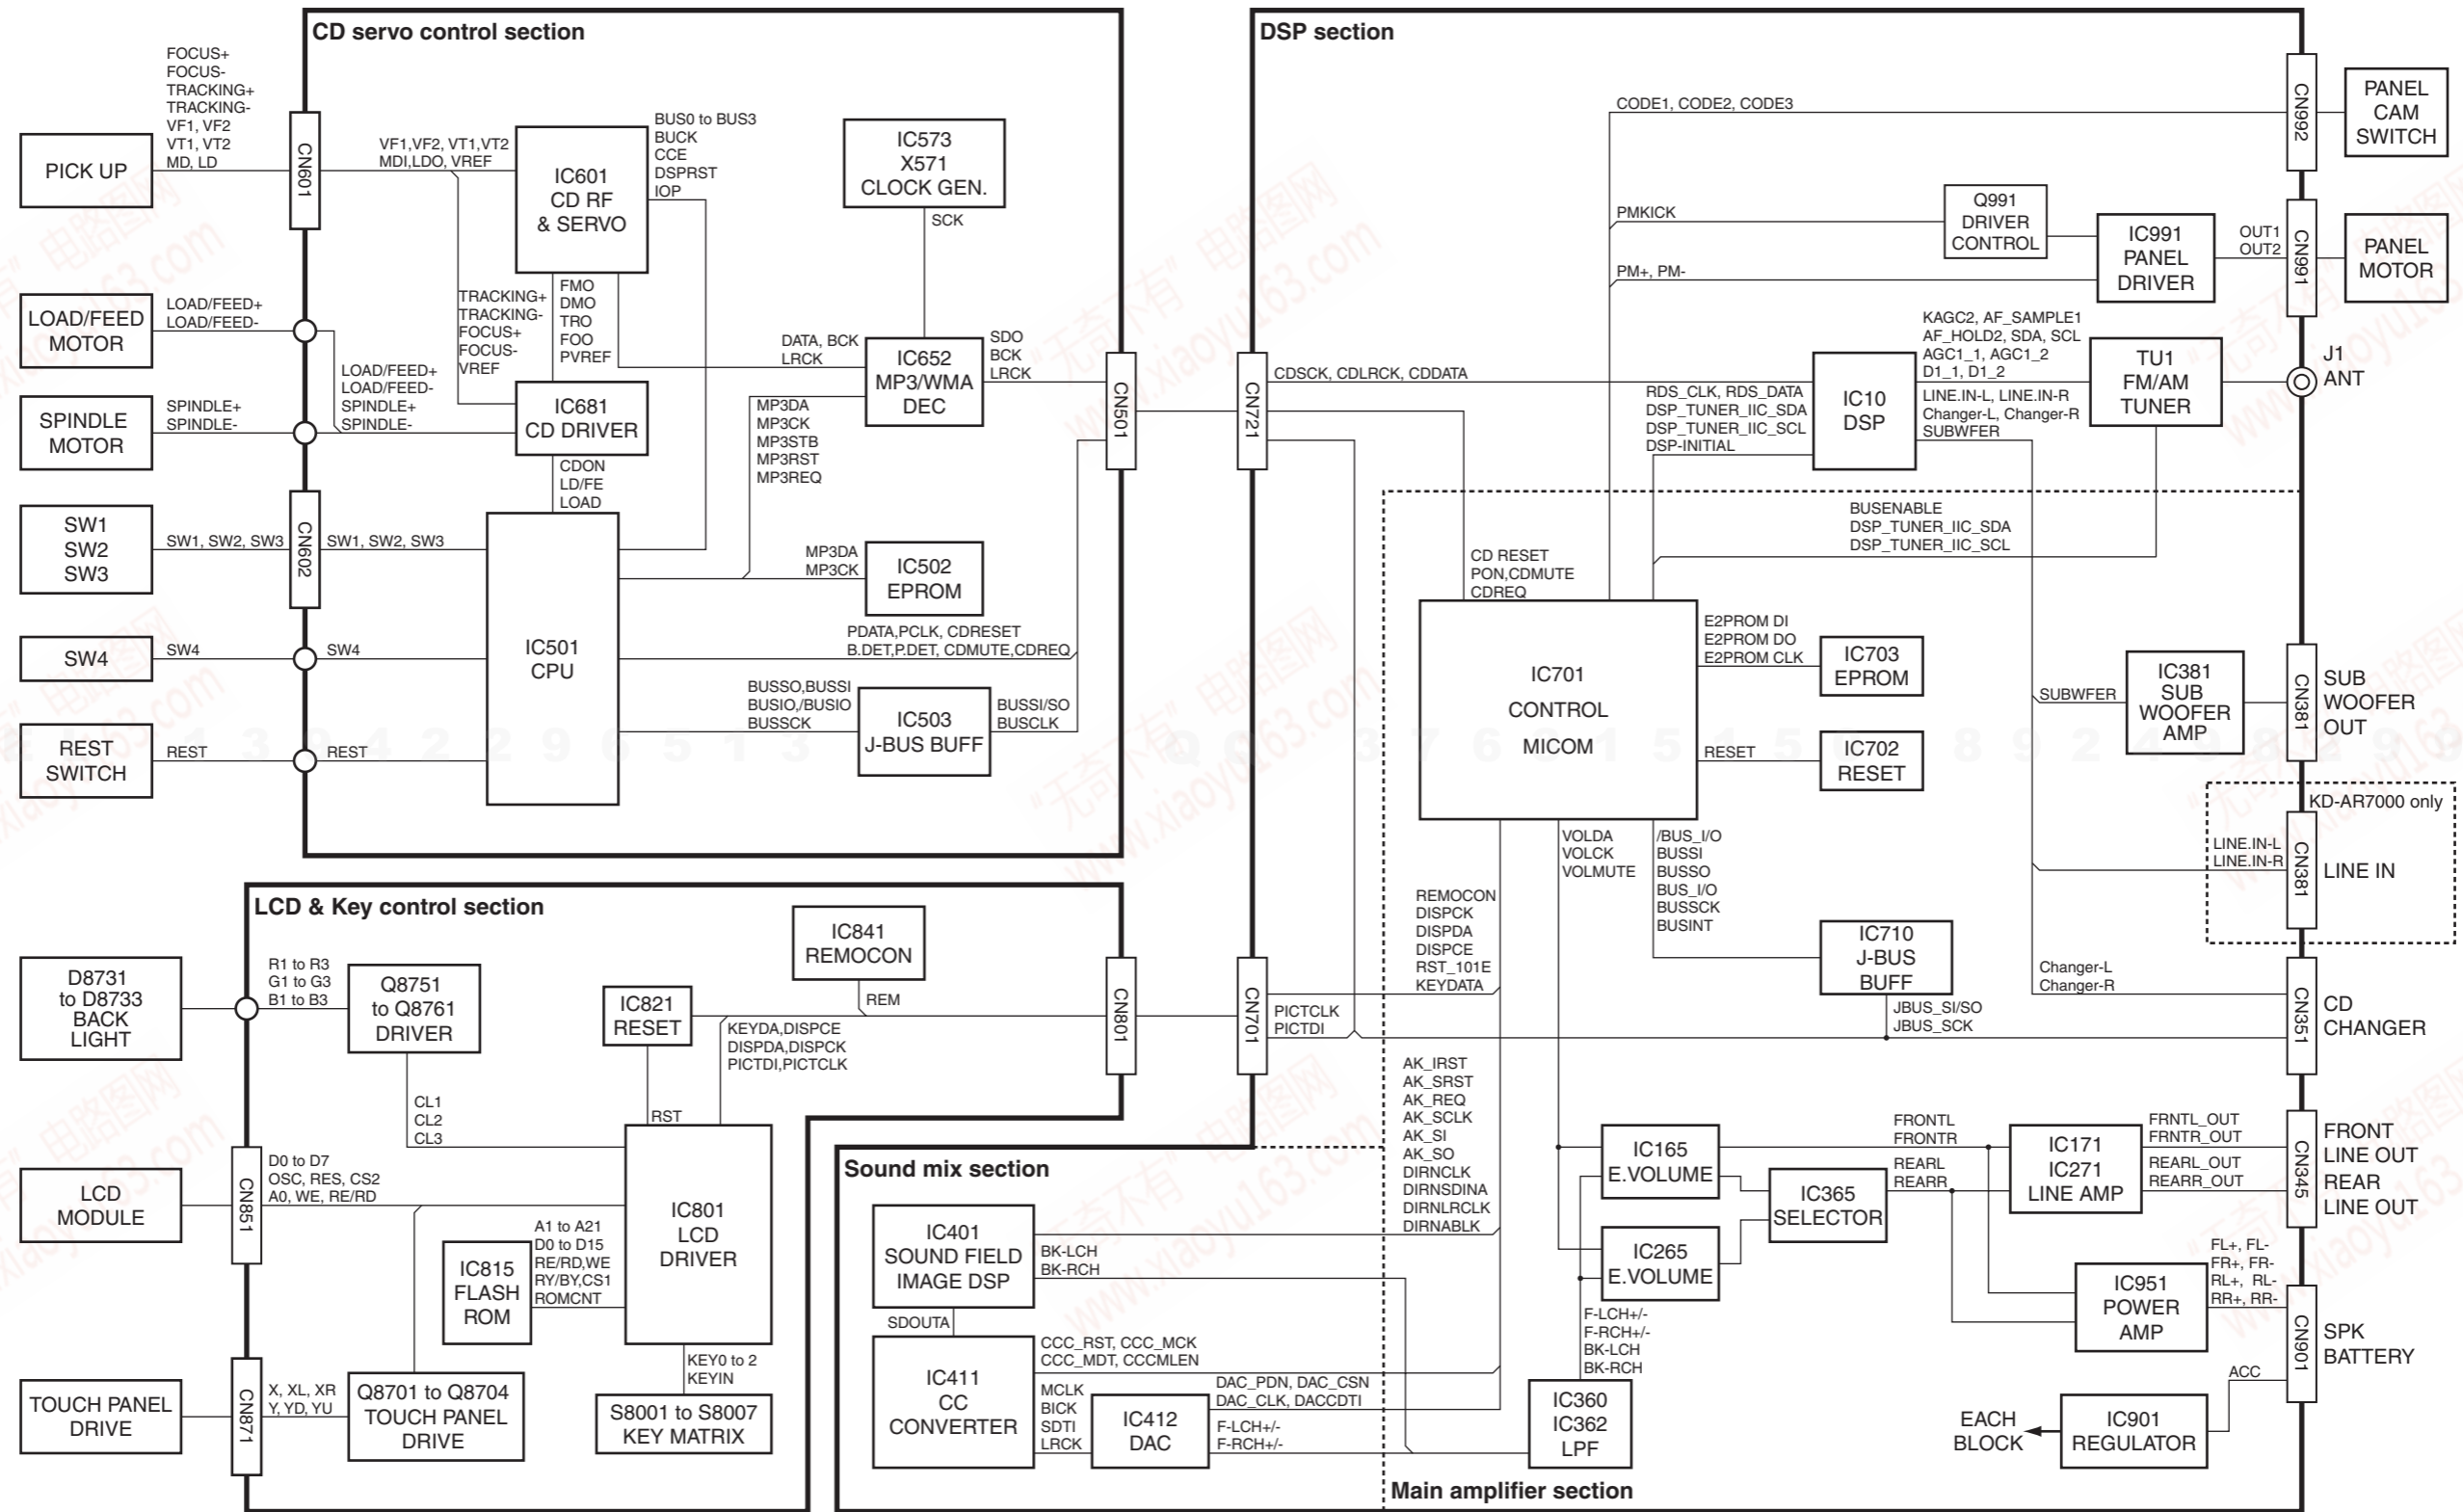 CD servo control section
FOCUS+
FOCUS-
TRACKING+
TRACKING-
VF1, VF2
VT1, VT2
MD, LD
PICK UP
CN601
VF1,VF2, VT1,VT2
MDI,LDO, VREF
IC601
CD RF
& SERVO
BUS0 to BUS3
BUCK
CCE
DSPRST
IOP
IC573
X571
CLOCK GEN.
SCK
LOAD/FEED
MOTOR
LOAD/FEED+
LOAD/FEED-
TRACKING+
TRACKING-
FOCUS+
FOCUS-
VREF
FMO
DMO
TRO
FOO
PVREF
DATA, BCK
LRCK
IC652
MP3/WMA
DEC
SDO
BCK
LRCK
SPINDLE
MOTOR
SPINDLE+
SPINDLE-
LOAD/FEED+
LOAD/FEED-
SPINDLE+
SPINDLE-
IC681
CD DRIVER
CDON
LD/FE
LOAD
MP3DA
MP3CK
MP3STB
MP3RST
MP3REQ
CN501
SW1
SW2
SW3
SW1, SW2, SW3
CN602
SW1, SW2, SW3
IC501
CPU
MP3DA
MP3CK
IC502
EPROM
SW4
SW4
SW4
PDATA,PCLK, CDRESET
B.DET,P.DET, CDMUTE,CDREQ
REST
SWITCH
REST
REST
BUSSO,BUSSI
BUSIO,/BUSIO
BUSSCK
IC503
J-BUS BUFF
BUSSI/SO
BUSCLK
DSP section
CODE1, CODE2, CODE3
CN992
PANEL
CAM
SWITCH
PMKICK
Q991
DRIVER
CONTROL
PM+, PM-
IC991
PANEL
DRIVER
OUT1
OUT2
CN991
PANEL
MOTOR
CN721
CDSCK, CDLRCK, CDDATA
RDS_CLK, RDS_DATA
DSP_TUNER_IIC_SDA
DSP_TUNER_IIC_SCL
DSP-INITIAL
IC10
DSP
KAGC2, AF_SAMPLE1
AF_HOLD2, SDA, SCL
AGC1_1, AGC1_2
D1_1, D1_2
LINE.IN-L, LINE.IN-R
Changer-L, Changer-R
SUBWFER
TU1
FM/AM
TUNER
J1
ANT
BUSENABLE
DSP_TUNER_IIC_SDA
DSP_TUNER_IIC_SCL
CD RESET
PON,CDMUTE
CDREQ
IC701
CONTROL
MICOM
E2PROM DI
E2PROM DO
E2PROM CLK
IC703
EPROM
RESET
IC702
RESET
SUBWFER
IC381
SUB
WOOFER
AMP
CN381
SUB
WOOFER
OUT
KD-AR7000 only
LINE.IN-L
LINE.IN-R
CN381
LINE IN
VOLDA
VOLCK
VOLMUTE
/BUS_I/O
BUSSI
BUSSO
BUS_I/O
BUSSCK
BUSINT
REMOCON
DISPCK
DISPDA
DISPCE
RST_101E
KEYDATA
IC710
J-BUS
BUFF
JBUS_SI/SO
JBUS_SCK
Changer-L
Changer-R
CN351
CD
CHANGER
CN701
PICTCLK
PICTDI
LCD & Key control section
D8731
to D8733
BACK
LIGHT
R1 to R3
G1 to G3
B1 to B3
Q8751
to Q8761
DRIVER
IC841
REMOCON
REM
IC821
RESET
KEYDA,DISPCE
DISPDA,DISPCK
PICTDI,PICTCLK
CN801
CL1
CL2
CL3
RST
LCD
MODULE
CN851
D0 to D7
OSC, RES, CS2
A0, WE, RE/RD
IC815
FLASH
ROM
A1 to A21
D0 to D15
RE/RD,WE
RY/BY,CS1
ROMCNT
IC801
LCD
DRIVER
TOUCH PANEL
DRIVE
CN871
X, XL, XR
Y, YD, YU
Q8701 to Q8704
TOUCH PANEL
DRIVE
KEY0 to 2
KEYIN
S8001 to S8007
KEY MATRIX
Sound mix section
AK_IRST
AK_SRST
AK_REQ
AK_SCLK
AK_SI
AK_SO
DIRNCLK
DIRNSDINA
DIRNLRCLK
DIRNABLK
IC401
SOUND FIELD
IMAGE DSP
BK-LCH
BK-RCH
SDOUTA
IC411
CC
CONVERTER
CCC_RST, CCC_MCK
CCC_MDT, CCCMLEN
MCLK
BICK
SDTI
LRCK
IC412
DAC
DAC_PDN, DAC_CSN
DAC_CLK, DACCDTI
F-LCH+/-
F-RCH+/-
IC360
IC362
LPF
F-LCH+/-
F-RCH+/-
BK-LCH
BK-RCH
IC165
E.VOLUME
IC265
E.VOLUME
IC365
SELECTOR
FRONTL
FRONTR
REARL
REARR
IC171
IC271
LINE AMP
FRNTL_OUT
FRNTR_OUT
REARL_OUT
REARR_OUT
CN345
FRONT
LINE OUT
REAR
LINE OUT
IC951
POWER
AMP
FL+, FL-
FR+, FR-
RL+, RL-
RR+, RR-
CN901
SPK
BATTERY
ACC
IC901
REGULATOR
EACH
BLOCK
Main amplifier section
"无奇不有" 电路图网
www.xiaoyu163.com